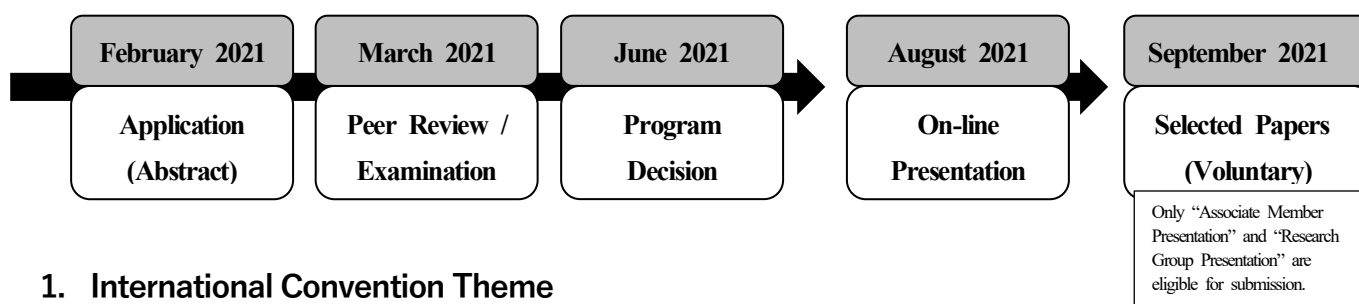 February 2021
March 2021
June 2021
August 2021
September 2021
Application
(Abstract)
Peer Review /
Examination
Program
Decision
On-line
Presentation
Selected Papers
(Voluntary)
Only “Associate Member
Presentation” and “Research
Group Presentation” are
eligible for submission.
1. International Convention Theme